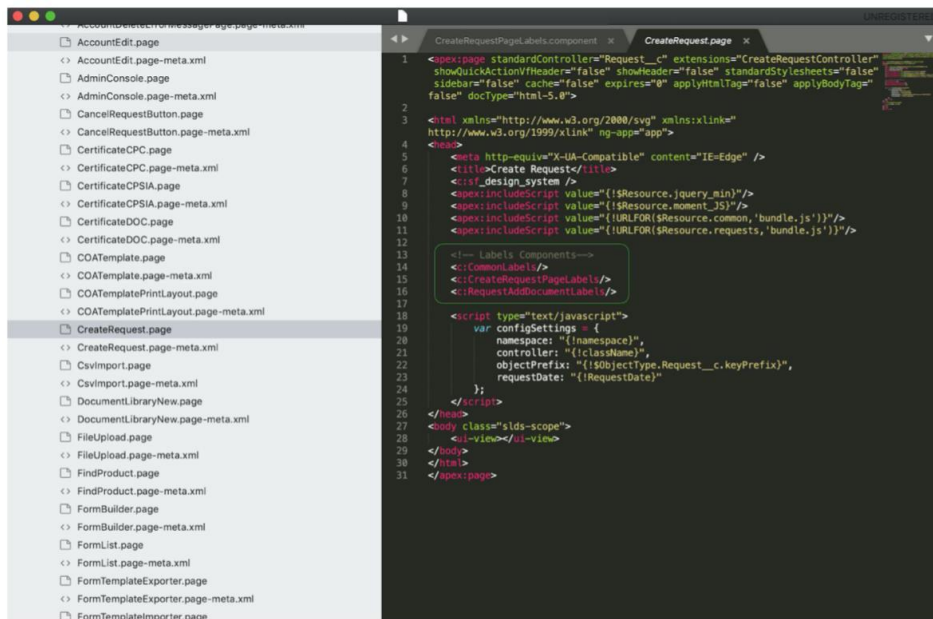 AccountDeleteErrorMessagePage.page-meta.xml
AccountEdit.page
AccountEdit.page-meta.xml
AdminConsole.page
AdminConsole.page-meta.xml
CancelRequestButton.page
CancelRequestButton.page-meta.xml
CertificateCPC.page
CertificateCPC.page-meta.xml
CertificateCPSIA.page
CertificateCPSIA.page-meta.xml
CertificateDOC.page
CertificateDOC.page-meta.xml
COATemplate.page
COATemplate.page-meta.xml
COATemplatePrintLayout.page
COATemplatePrintLayout.page-meta.xml
CreateRequest.page
CreateRequest.page-meta.xml
CsvImport.page
CsvImport.page-meta.xml
DocumentLibraryNew.page
DocumentLibraryNew.page-meta.xml
FileUpload.page
FileUpload.page-meta.xml
FindProduct.page
FindProduct.page-meta.xml
FormBuilder.page
FormBuilder.page-meta.xml
FormList.page
FormList.page-meta.xml
FormTemplateExporter.page
FormTemplateExporter.page-meta.xml
FormTemplateImporter.page
UNREGISTERED
CreateRequestPageLabels.component × CreateRequest.page ×
1 <apex:page standardController="Request__c" extensions="CreateRequestController"
showQuickActionVfHeader="false" showHeader="false" standardStylesheets="false"
sidebar="false" cache="false" expires="0" applyHtmlTag="false" applyBodyTag="
false" docType="html-5.0">
2
3 <html xmlns="http://www.w3.org/2000/svg" xmlns:xlink="
http://www.w3.org/1999/xlink" ng-app="app">
4 <head>
5 <meta http-equiv="X-UA-Compatible" content="IE=Edge" />
6 <title>Create Request</title>
7 <c:sf_design_system />
8 <apex:includeScript value="{!$Resource.jquery_min}"/>
9 <apex:includeScript value="{!$Resource.moment_JS}"/>
10 <apex:includeScript value="{!URLFOR($Resource.common,'bundle.js')}"/>
11 <apex:includeScript value="{!URLFOR($Resource.requests,'bundle.js')}"/>
12
13 <!-- Labels Components-->
14 <c:CommonLabels/>
15 <c:CreateRequestPageLabels/>
16 <c:RequestAddDocumentLabels/>
17
18 <script type="text/javascript">
19 var configSettings = {
20 namespace: "{!namespace}",
21 controller: "{!className}",
22 objectPrefix: "{!$ObjectType.Request__c.keyPrefix}",
23 requestDate: "{!RequestDate}"
24 };
25 </script>
26 </head>
27 <body class="slds-scope">
28 <ui-view></ui-view>
29 </body>
30 </html>
31 </apex:page>